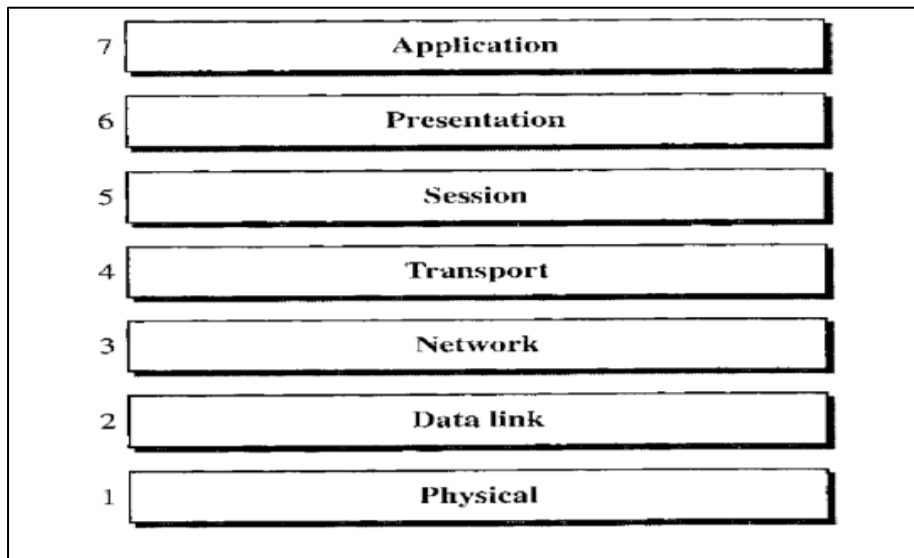 7 Application
6 Presentation
5 Session
4 Transport
3 Network
2 Data link
1 Physical